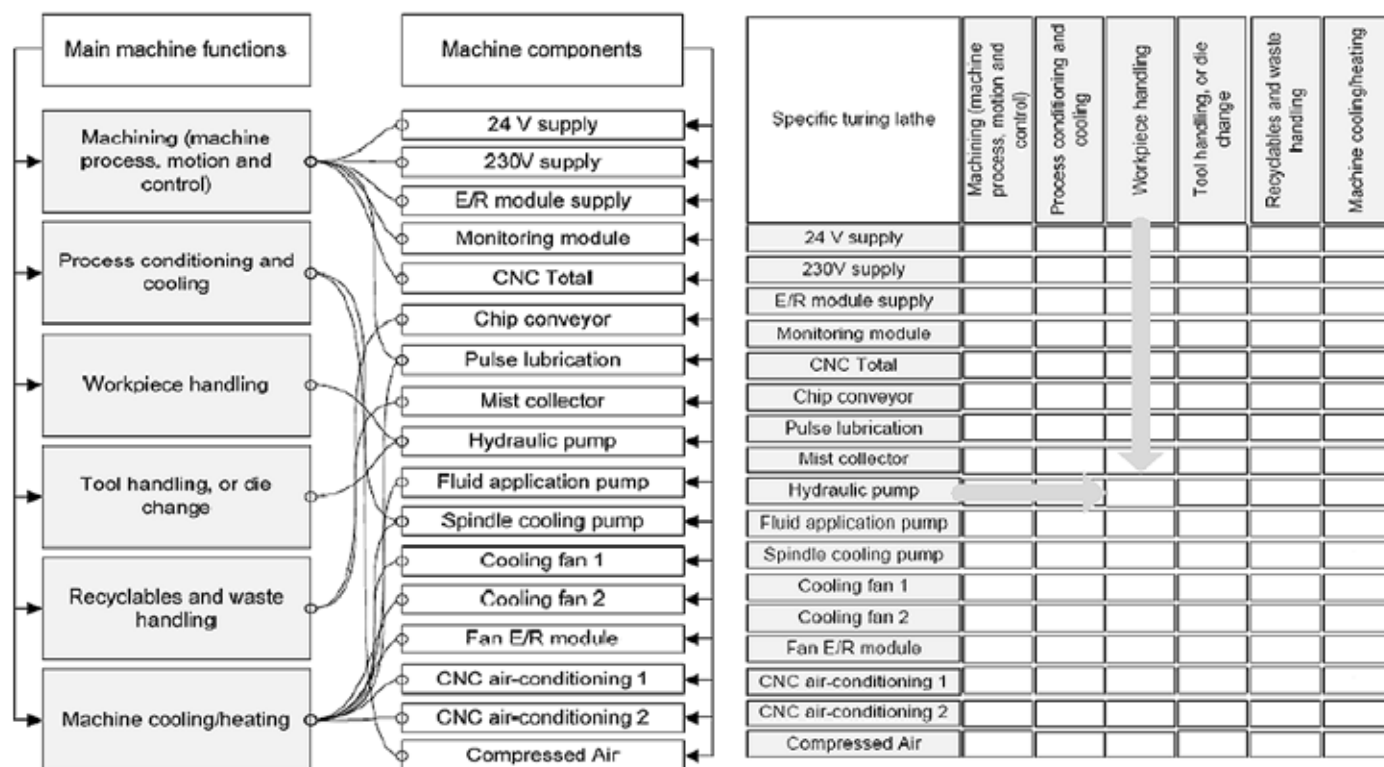 Main machine functions
Machining (machine
process, motion and
control)
Process conditioning and
cooling
Workpiece handling
Tool handling, or die
change
Recyclables and waste
handling
Machine cooling/heating
Machine components
24 V supply
230V supply
E/R module supply
Monitoring module
CNC Total
Chip conveyor
Pulse lubrication
Mist collector
Hydraulic pump
Fluid application pump
Spindle cooling pump
Cooling fan 1
Cooling fan 2
Fan E/R module
CNC air-conditioning 1
CNC air-conditioning 2
Compressed Air
Specific turing lathe
Machining (machine
process, motion and
control)
Process conditioning and
cooling
Workpiece handling
Tool handling, or die
change
Recyclables and waste
handling
Machine cooling/heating
24 V supply
230V supply
E/R module supply
Monitoring module
CNC Total
Chip conveyor
Pulse lubrication
Mist collector
Hydraulic pump
Fluid application pump
Spindle cooling pump
Cooling fan 1
Cooling fan 2
Fan E/R module
CNC air-conditioning 1
CNC air-conditioning 2
Compressed Air